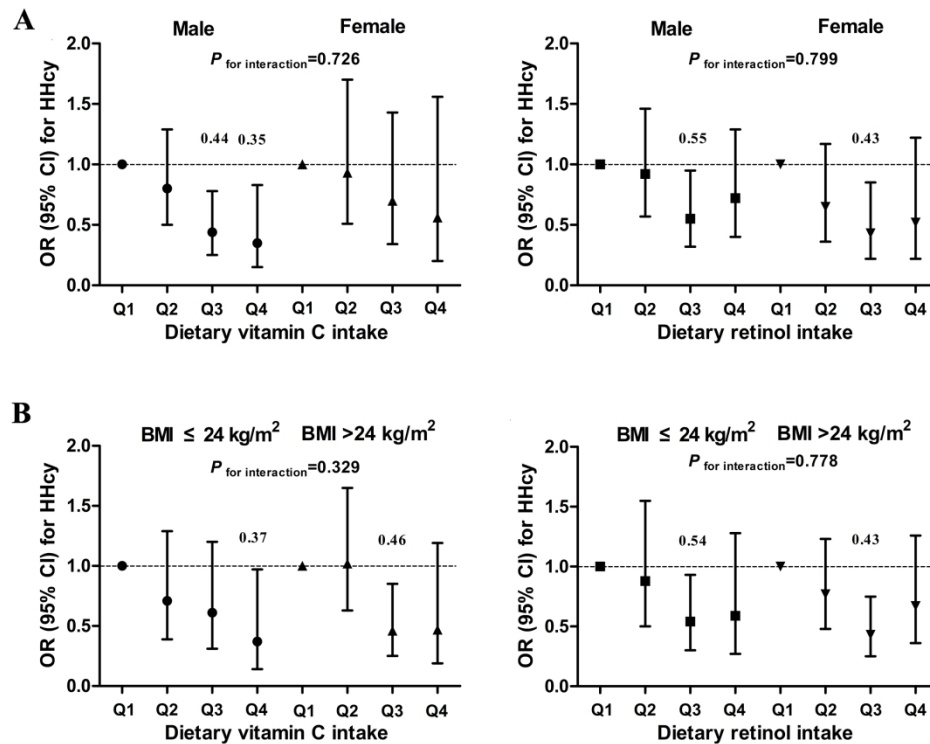 A
Male Female
P for interaction=0.726
OR (95% CI) for HHcy
2.0
1.5
1.0
0.5
0.0
0.44 0.35
Q1 Q2 Q3 Q4 Q1 Q2 Q3 Q4
Dietary vitamin C intake
Male Female
P for interaction=0.799
OR (95% CI) for HHcy
2.0
1.5
1.0
0.5
0.0
0.55 0.43
Q1 Q2 Q3 Q4 Q1 Q2 Q3 Q4
Dietary retinol intake
B
BMI ≤ 24 kg/m² BMI >24 kg/m²
P for interaction=0.329
OR (95% CI) for HHcy
2.0
1.5
1.0
0.5
0.0
0.37 0.46
Q1 Q2 Q3 Q4 Q1 Q2 Q3 Q4
Dietary vitamin C intake
BMI ≤ 24 kg/m² BMI >24 kg/m²
P for interaction=0.778
OR (95% CI) for HHcy
2.0
1.5
1.0
0.5
0.0
0.54 0.43
Q1 Q2 Q3 Q4 Q1 Q2 Q3 Q4
Dietary retinol intake